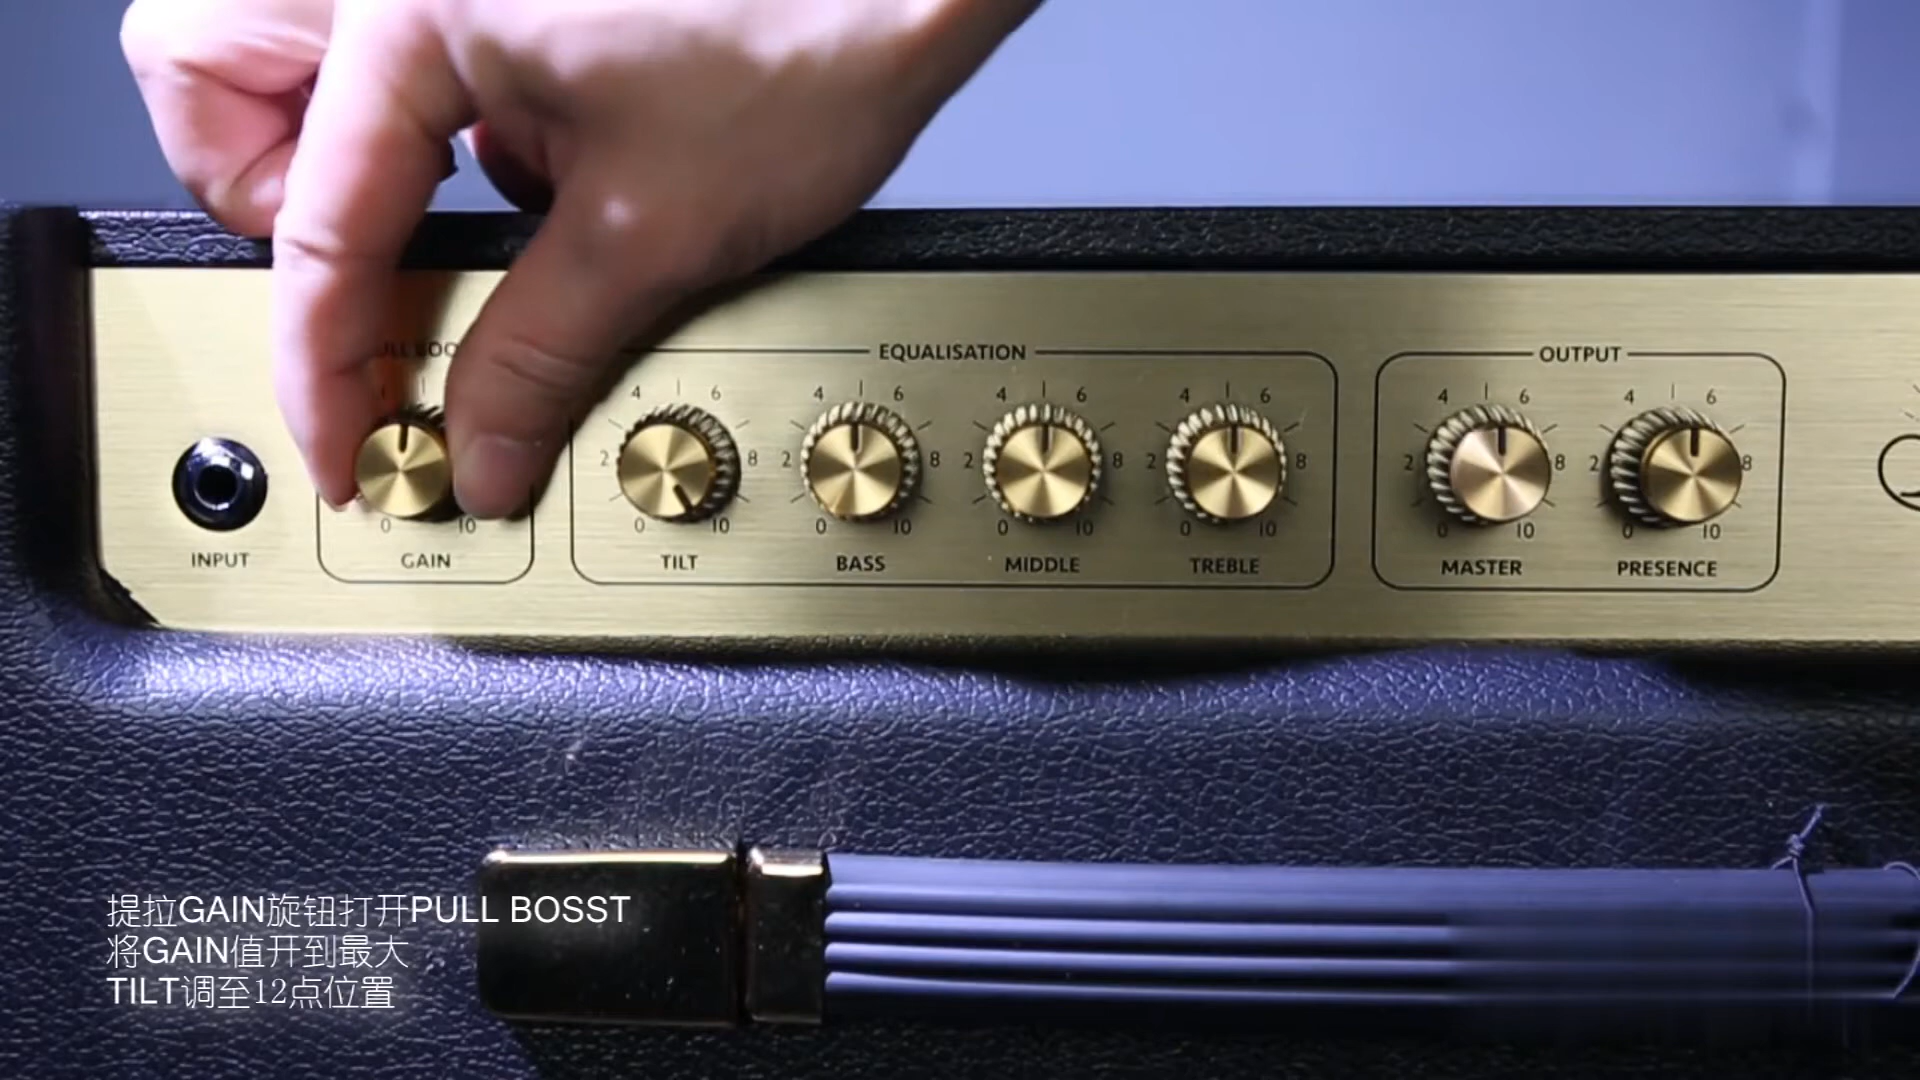 EQUALISATION
OUTPUT
4 6 4 6 4 6 4 6 4 6 4 6
2 8 2 8 2 8 2 8 2 8 2 8
0 10 0 10 0 10 0 10 0 10 0 10 0 10
INPUT
GAIN
TILT
BASS
MIDDLE
TREBLE
MASTER
PRESENCE
提拉GAIN旋钮打开PULL BOSST
将GAIN值开到最大
TILT调至12点位置